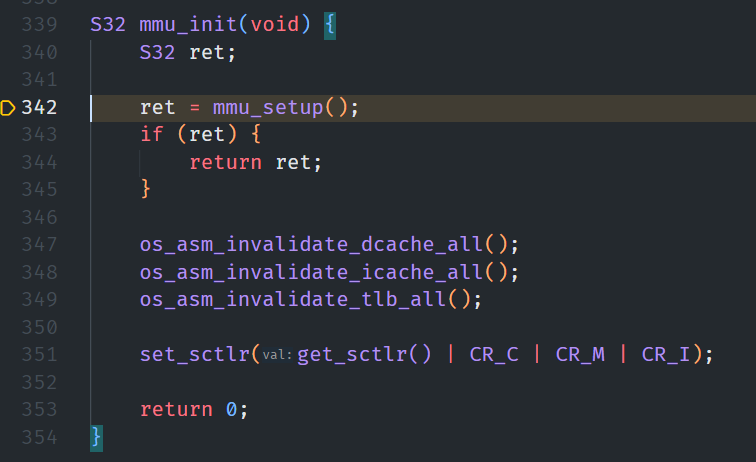 339 S32 mmu_init(void) {
340     S32 ret;
341
342     ret = mmu_setup();
343     if (ret) {
344         return ret;
345     }
346
347     os_asm_invalidate_dcache_all();
348     os_asm_invalidate_icache_all();
349     os_asm_invalidate_tlb_all();
350
351     set_sctlr(val: get_sctlr() | CR_C | CR_M | CR_I);
352
353     return 0;
354 }